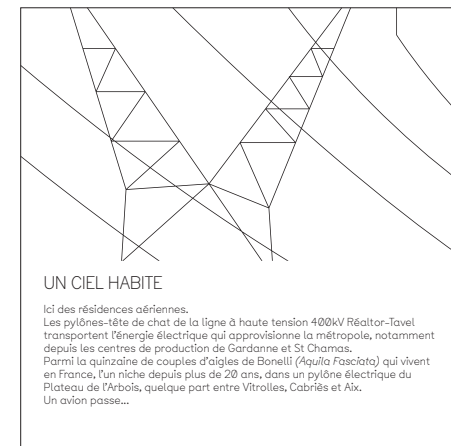 UN CIEL HABITE
Ici des résidences aériennes.
Les pylônes-tête de chat de la ligne à haute tension 400kV Réaltor-Tavel
transportent l'énergie électrique qui approvisionne la métropole, notamment
depuis les centres de production de Gardanne et St Chamas.
Parmi la quinzaine de couples d'aigles de Bonelli (Aquila Fasciata) qui vivent
en France, l'un niche depuis plus de 20 ans, dans un pylône électrique du
Plateau de l'Arbois, quelque part entre Vitrolles, Cabriès et Aix.
Un avion passe...